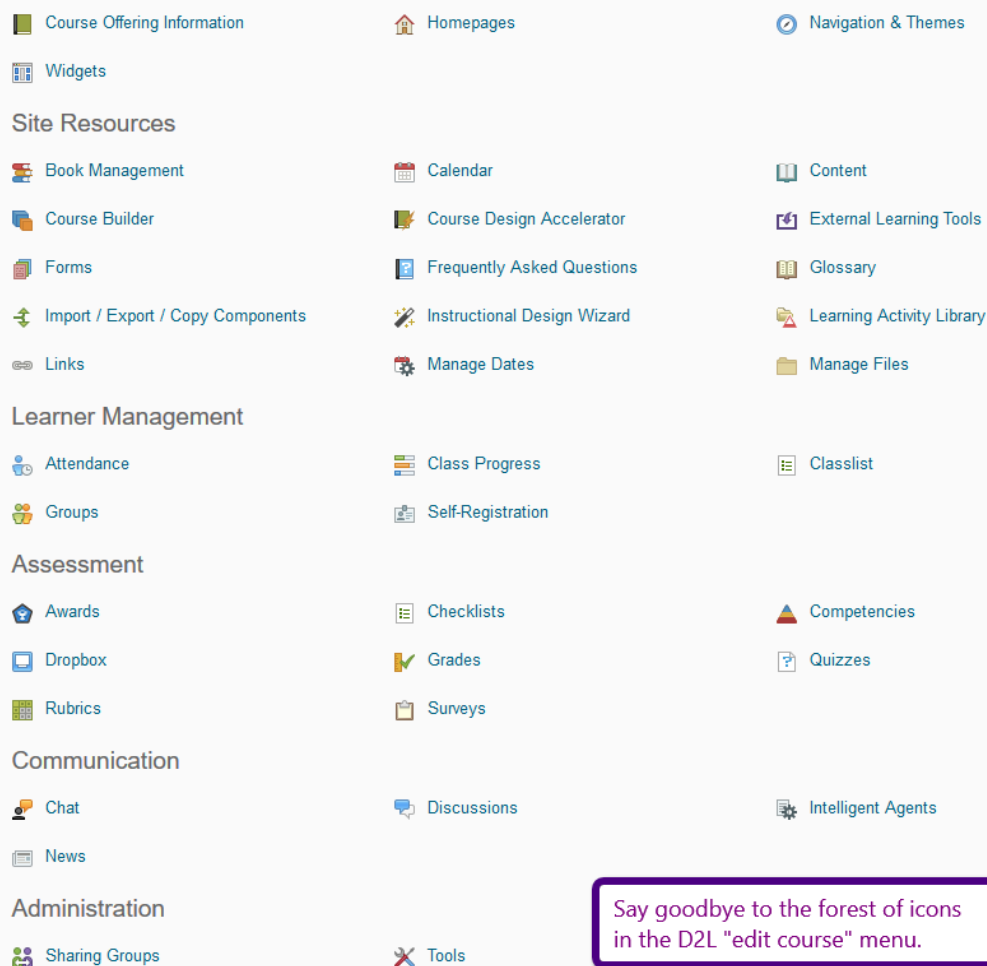 Course Offering Information Homepages Navigation & Themes
Widgets
Site Resources
Book Management Calendar Content
Course Builder Course Design Accelerator External Learning Tools
Forms Frequently Asked Questions Glossary
Import / Export / Copy Components Instructional Design Wizard Learning Activity Library
Links Manage Dates Manage Files
Learner Management
Attendance Class Progress Classlist
Groups Self-Registration
Assessment
Awards Checklists Competencies
Dropbox Grades Quizzes
Rubrics Surveys
Communication
Chat Discussions Intelligent Agents
News
Administration
Sharing Groups Tools
Say goodbye to the forest of icons
in the D2L "edit course" menu.